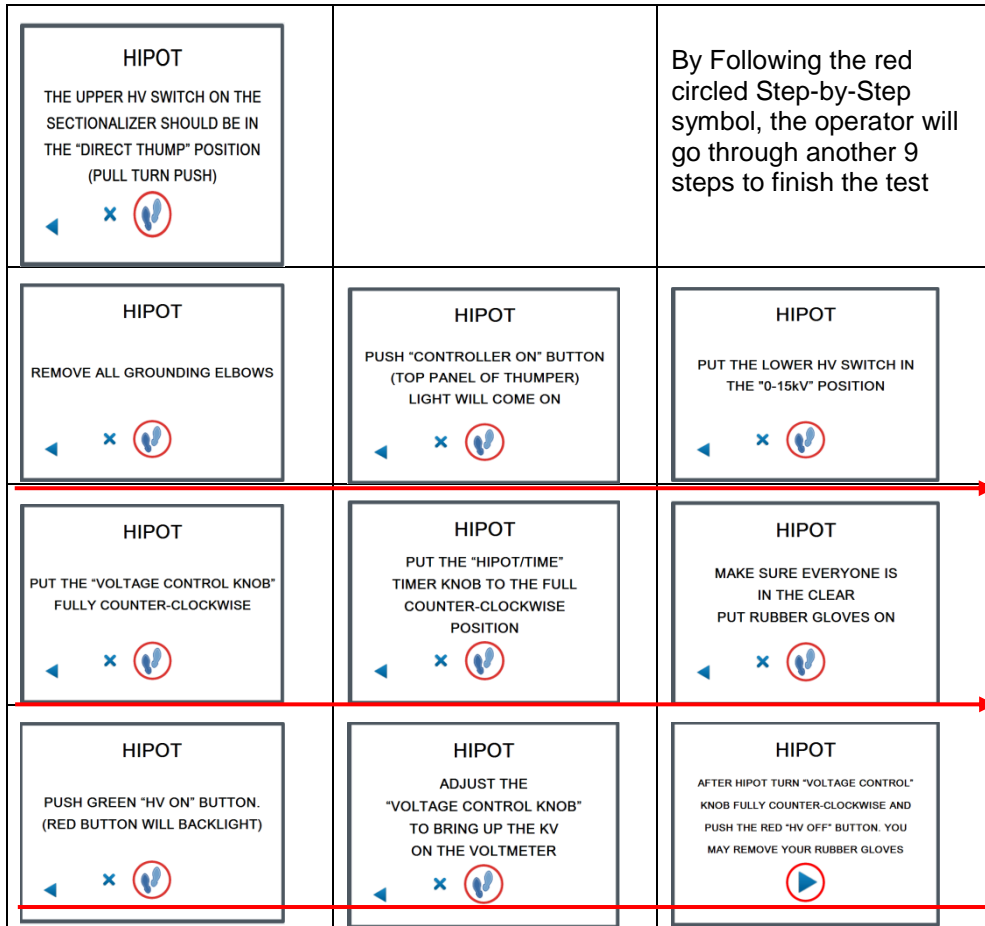 HIPOT
THE UPPER HV SWITCH ON THE
SECTIONALIZER SHOULD BE IN
THE “DIRECT THUMP” POSITION
(PULL TURN PUSH)
By Following the red
circled Step-by-Step
symbol, the operator will
go through another 9
steps to finish the test
HIPOT
REMOVE ALL GROUNDING ELBOWS
HIPOT
PUSH “CONTROLLER ON” BUTTON
(TOP PANEL OF THUMPER)
LIGHT WILL COME ON
HIPOT
PUT THE LOWER HV SWITCH IN
THE "0-15kV" POSITION
HIPOT
PUT THE “VOLTAGE CONTROL KNOB”
FULLY COUNTER-CLOCKWISE
HIPOT
PUT THE “HIPOT/TIME”
TIMER KNOB TO THE FULL
COUNTER-CLOCKWISE
POSITION
HIPOT
MAKE SURE EVERYONE IS
IN THE CLEAR
PUT RUBBER GLOVES ON
HIPOT
PUSH GREEN “HV ON” BUTTON.
(RED BUTTON WILL BACKLIGHT)
HIPOT
ADJUST THE
“VOLTAGE CONTROL KNOB”
TO BRING UP THE KV
ON THE VOLTMETER
HIPOT
AFTER HIPOT TURN “VOLTAGE CONTROL”
KNOB FULLY COUNTER-CLOCKWISE AND
PUSH THE RED “HV OFF” BUTTON. YOU
MAY REMOVE YOUR RUBBER GLOVES